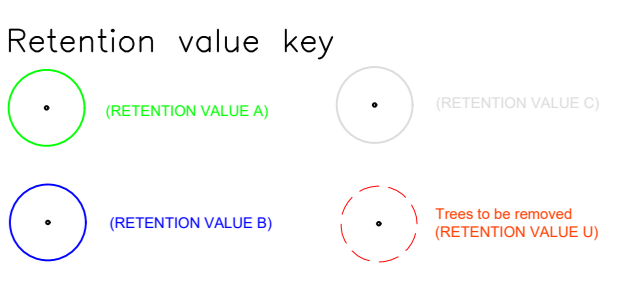 Retention value key
(RETENTION VALUE A)
(RETENTION VALUE C)
(RETENTION VALUE B)
Trees to be removed
(RETENTION VALUE U)